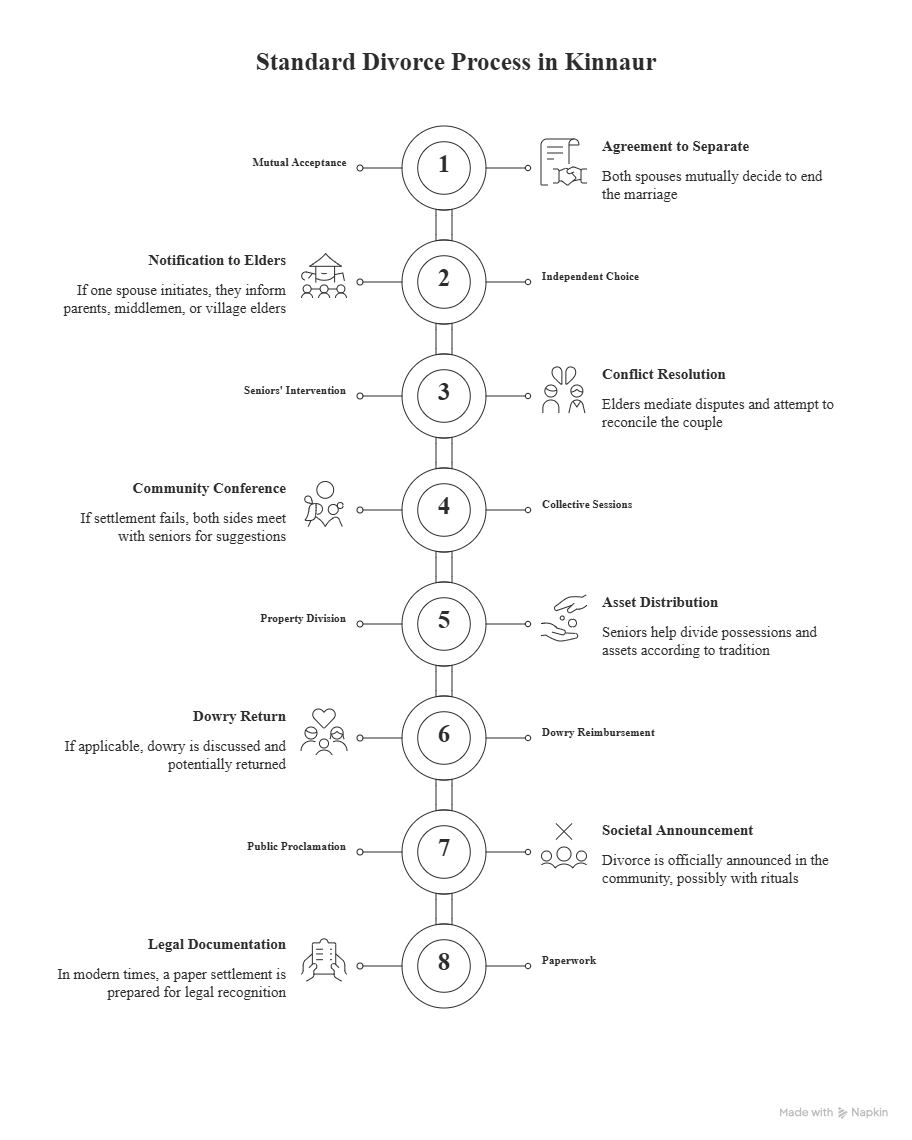 Standard Divorce Process in Kinnaur
Mutual Acceptance
1
Agreement to Separate
Both spouses mutually decide to end
the marriage
Notification to Elders
If one spouse initiates, they inform
parents, middlemen, or village elders
2
Independent Choice
Seniors' Intervention
3
Conflict Resolution
Elders mediate disputes and attempt to
reconcile the couple
Community Conference
If settlement fails, both sides meet
with seniors for suggestions
4
Collective Sessions
Property Division
5
Asset Distribution
Seniors help divide possessions and
assets according to tradition
Dowry Return
If applicable, dowry is discussed and
potentially returned
6
Dowry Reimbursement
Public Proclamation
7
Societal Announcement
Divorce is officially announced in the
community, possibly with rituals
Legal Documentation
In modern times, a paper settlement is
prepared for legal recognition
8
Paperwork
Made with Napkin